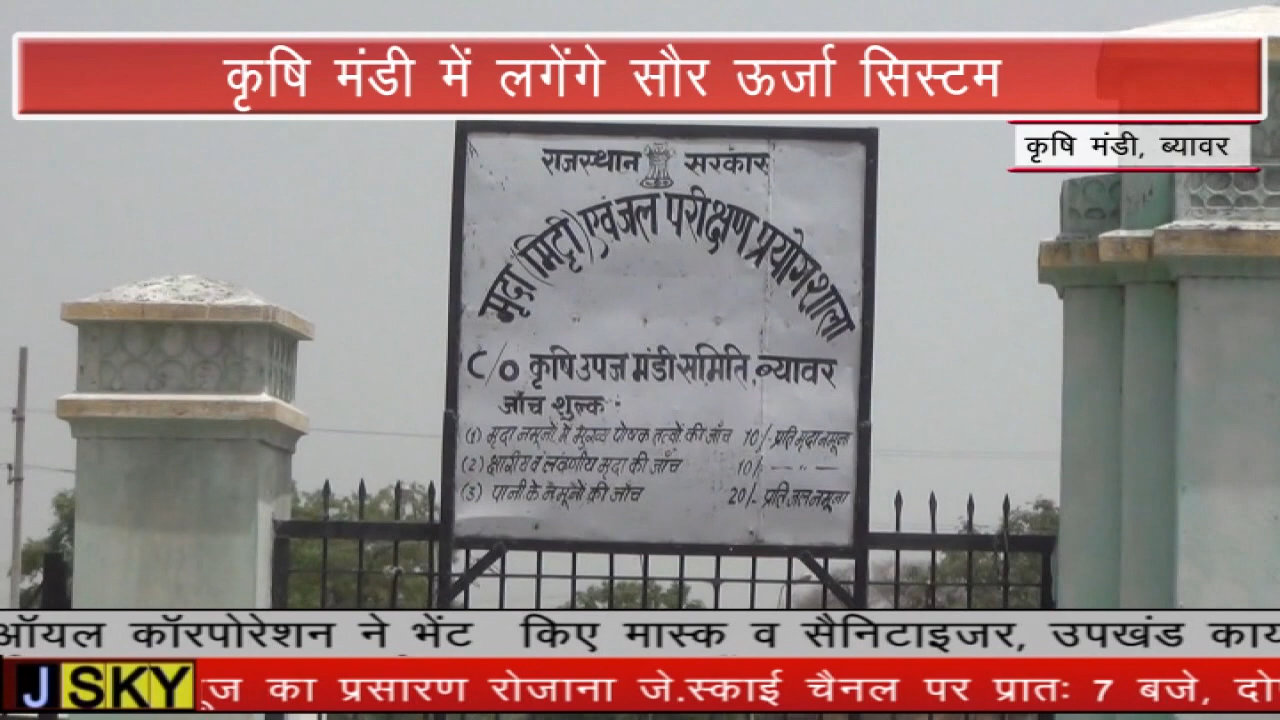 कृषि मंडी में लगेंगे सौर ऊर्जा सिस्टम
कृषि मंडी, ब्यावर
राजस्थान सरकार
मृदा (मिट्टी) एवं जल परीक्षण प्रयोगशाला
C/o कृषि उपज मंडी समिति, ब्यावर
जाँच शुल्क
(1) मृदा नमूनों में मुख्य पोषक तत्वों की जाँच 10/- प्रति मृदा नमूना
(2) क्षारीय वं लवणीय मृदा की जाँच 10/- — " —
(3) पानी के नमूनों की जाँच 20/- प्रति जल नमूना
ऑयल कॉरपोरेशन ने भेंट किए मास्क व सैनिटाइजर, उपखंड काय
J SKY
ूज का प्रसारण रोजाना जे.स्काई चैनल पर प्रातः 7 बजे, दो